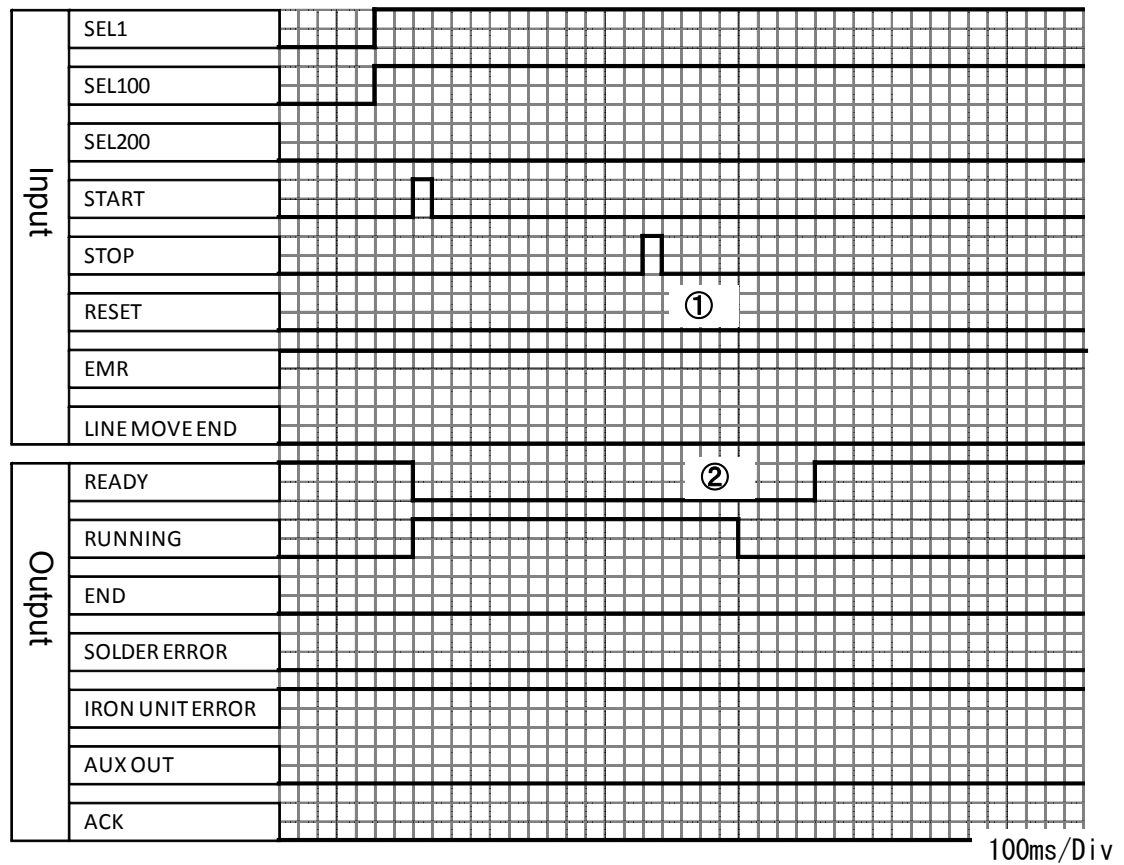 Input
SEL1
SEL100
SEL200
START
STOP
RESET
①
EMR
LINE MOVE END
Output
READY
②
RUNNING
END
SOLDER ERROR
IRON UNIT ERROR
AUX OUT
ACK
100ms/Div